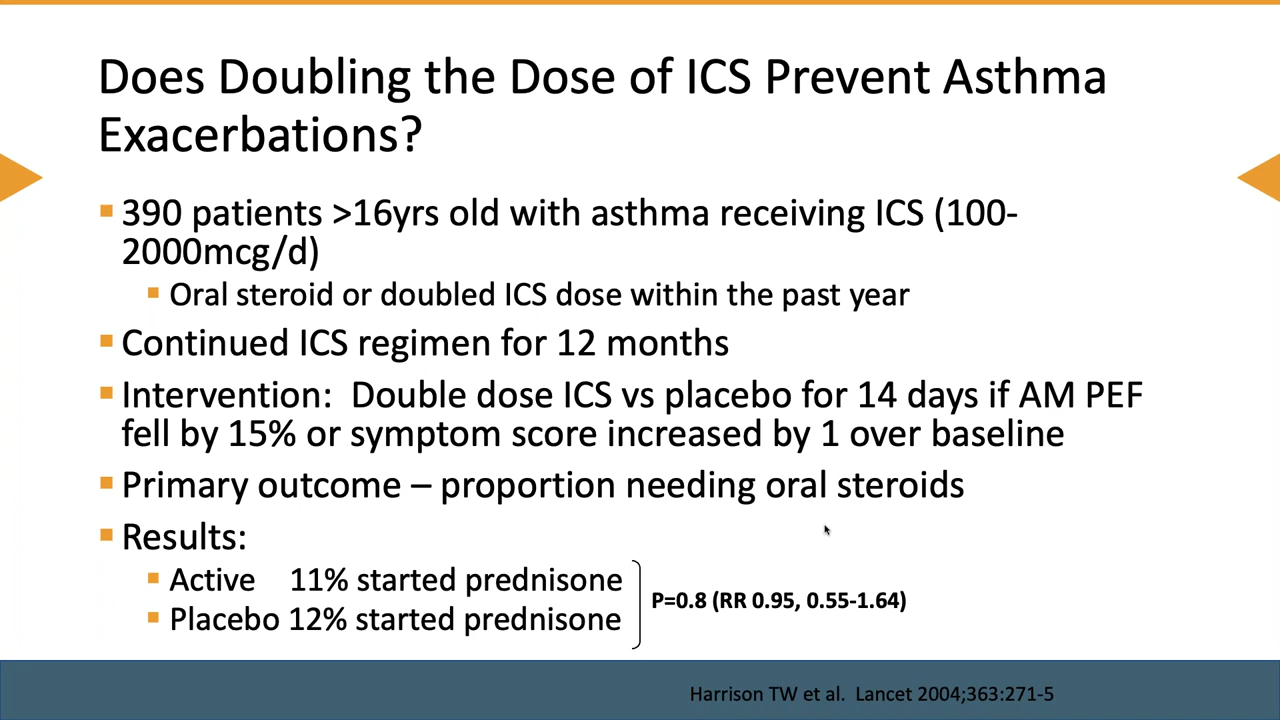 Does Doubling the Dose of ICS Prevent Asthma
Exacerbations?
390 patients >16yrs old with asthma receiving ICS (100-
2000mcg/d)
Oral steroid or doubled ICS dose within the past year
Continued ICS regimen for 12 months
Intervention: Double dose ICS vs placebo for 14 days if AM PEF
fell by 15% or symptom score increased by 1 over baseline
Primary outcome – proportion needing oral steroids
Results:
Active 11% started prednisone
Placebo 12% started prednisone
P=0.8 (RR 0.95, 0.55-1.64)
Harrison TW et al. Lancet 2004;363:271-5